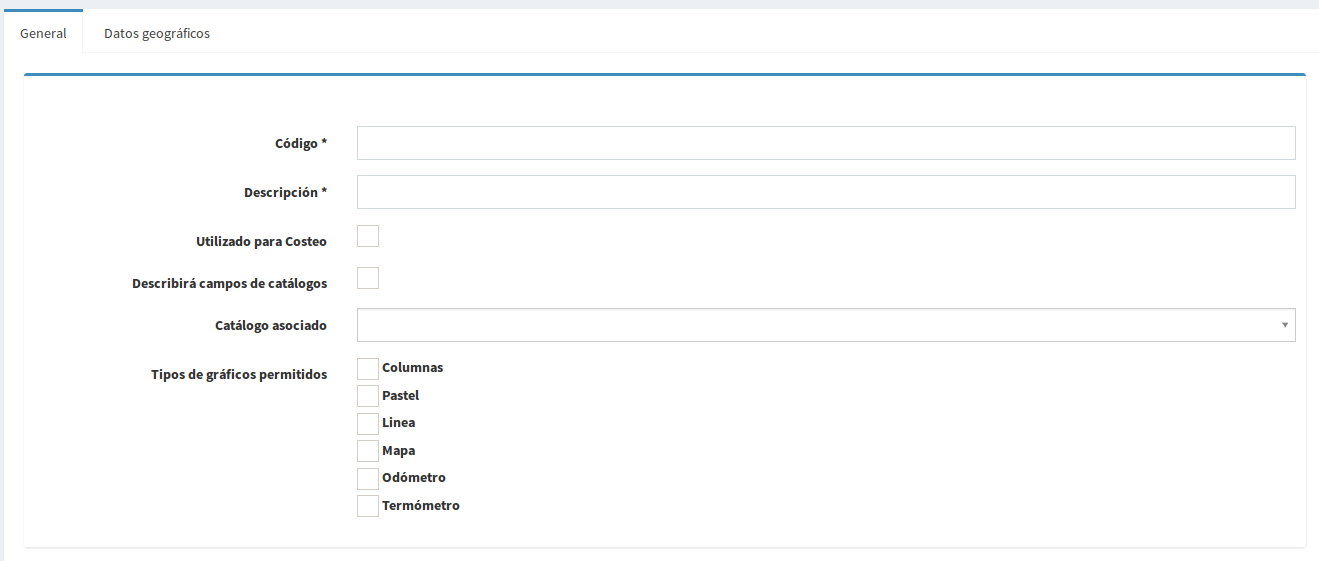 General
Datos geográficos
Código *
Descripción *
Utilizado para Costeo
Describirá campos de catálogos
Catálogo asociado
Tipos de gráficos permitidos
Columnas
Pastel
Linea
Mapa
Odómetro
Termómetro